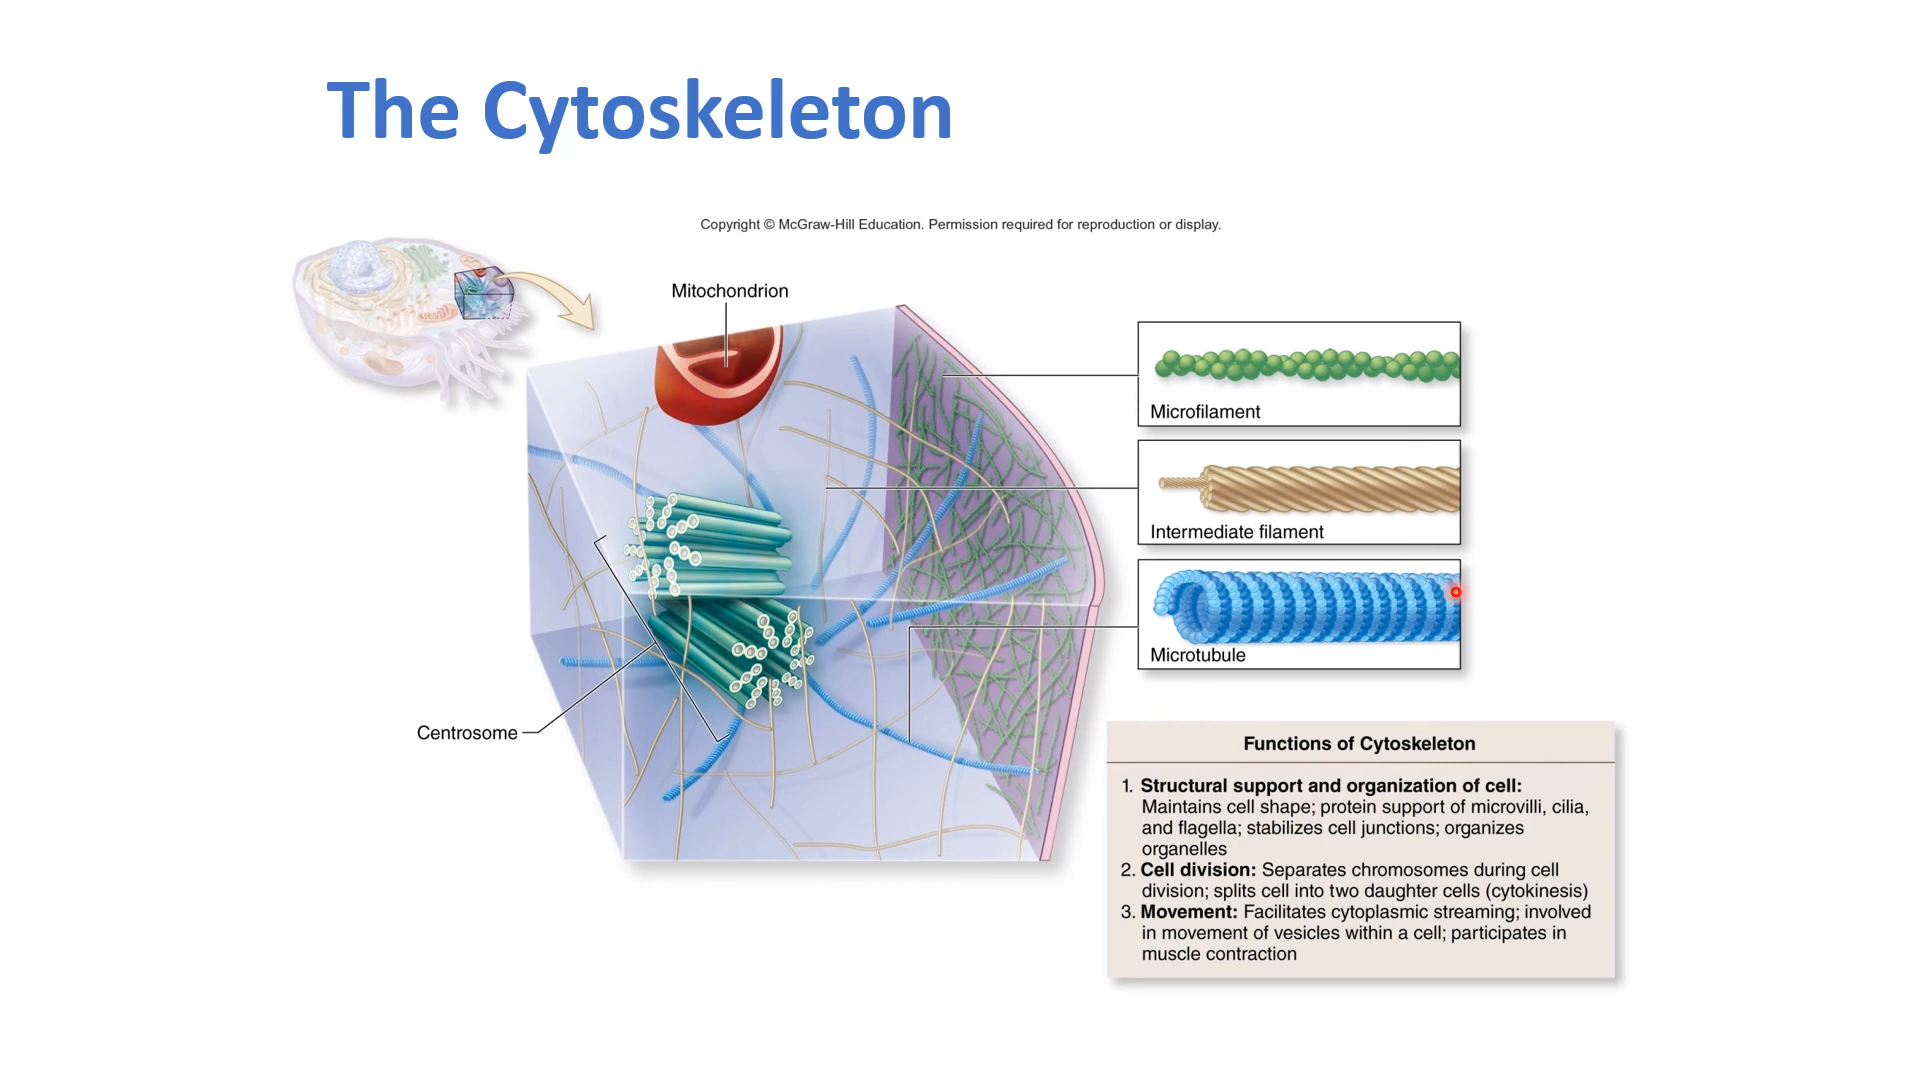 The Cytoskeleton
Copyright © McGraw-Hill Education. Permission required for reproduction or display.
Mitochondrion
Microfilament
Intermediate filament
Microtubule
Centrosome
Functions of Cytoskeleton
1. Structural support and organization of cell:
Maintains cell shape; protein support of microvilli, cilia,
and flagella; stabilizes cell junctions; organizes
organelles
2. Cell division: Separates chromosomes during cell
division; splits cell into two daughter cells (cytokinesis)
3. Movement: Facilitates cytoplasmic streaming; involved
in movement of vesicles within a cell; participates in
muscle contraction